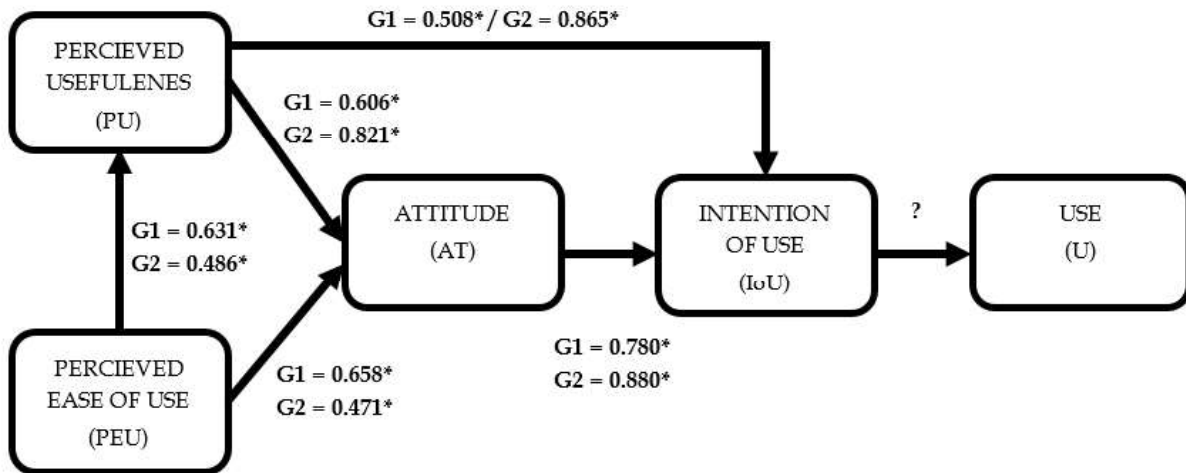 G1 = 0.508* / G2 = 0.865*
PERCIEVED
USEFULENES
(PU)
G1 = 0.606*
G2 = 0.821*
G1 = 0.631*
G2 = 0.486*
ATTITUDE
(AT)
INTENTION
OF USE
(IoU)
?
USE
(U)
PERCIEVED
EASE OF USE
(PEU)
G1 = 0.658*
G2 = 0.471*
G1 = 0.780*
G2 = 0.880*